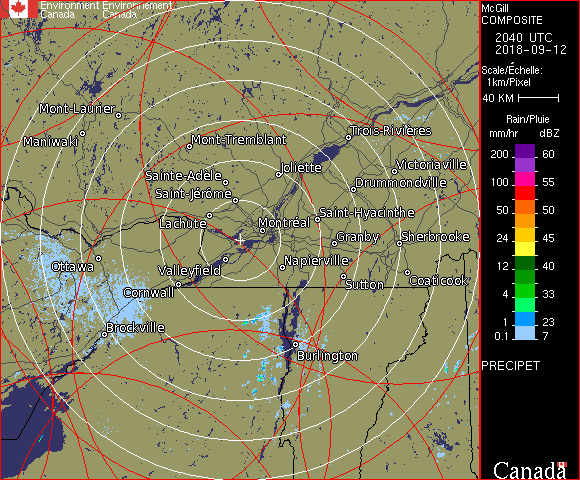 Environment Environnement
Canada Canada
McGill
COMPOSITE
2040 UTC
2018-09-12
Scale/Échelle:
1km/Pixel
40 KM
Rain/Pluie
mm/hr dBZ
200 60
155 57
100 55
50 50
24 45
12 40
4 33
1 23
0.1 7
PRECIPET
Canada
Mont-Laurier
Maniwaki
Mont-Tremblant
Trois-Rivières
Sainte-Adèle
Joliette
Victoriaville
Saint-Jérôme
Drummondville
Lachute
Montréal
Saint-Hyacinthe
Granby
Sherbrooke
Ottawa
Valleyfield
Napierville
Cornwall
Sutton
Coaticook
Brockville
Burlington